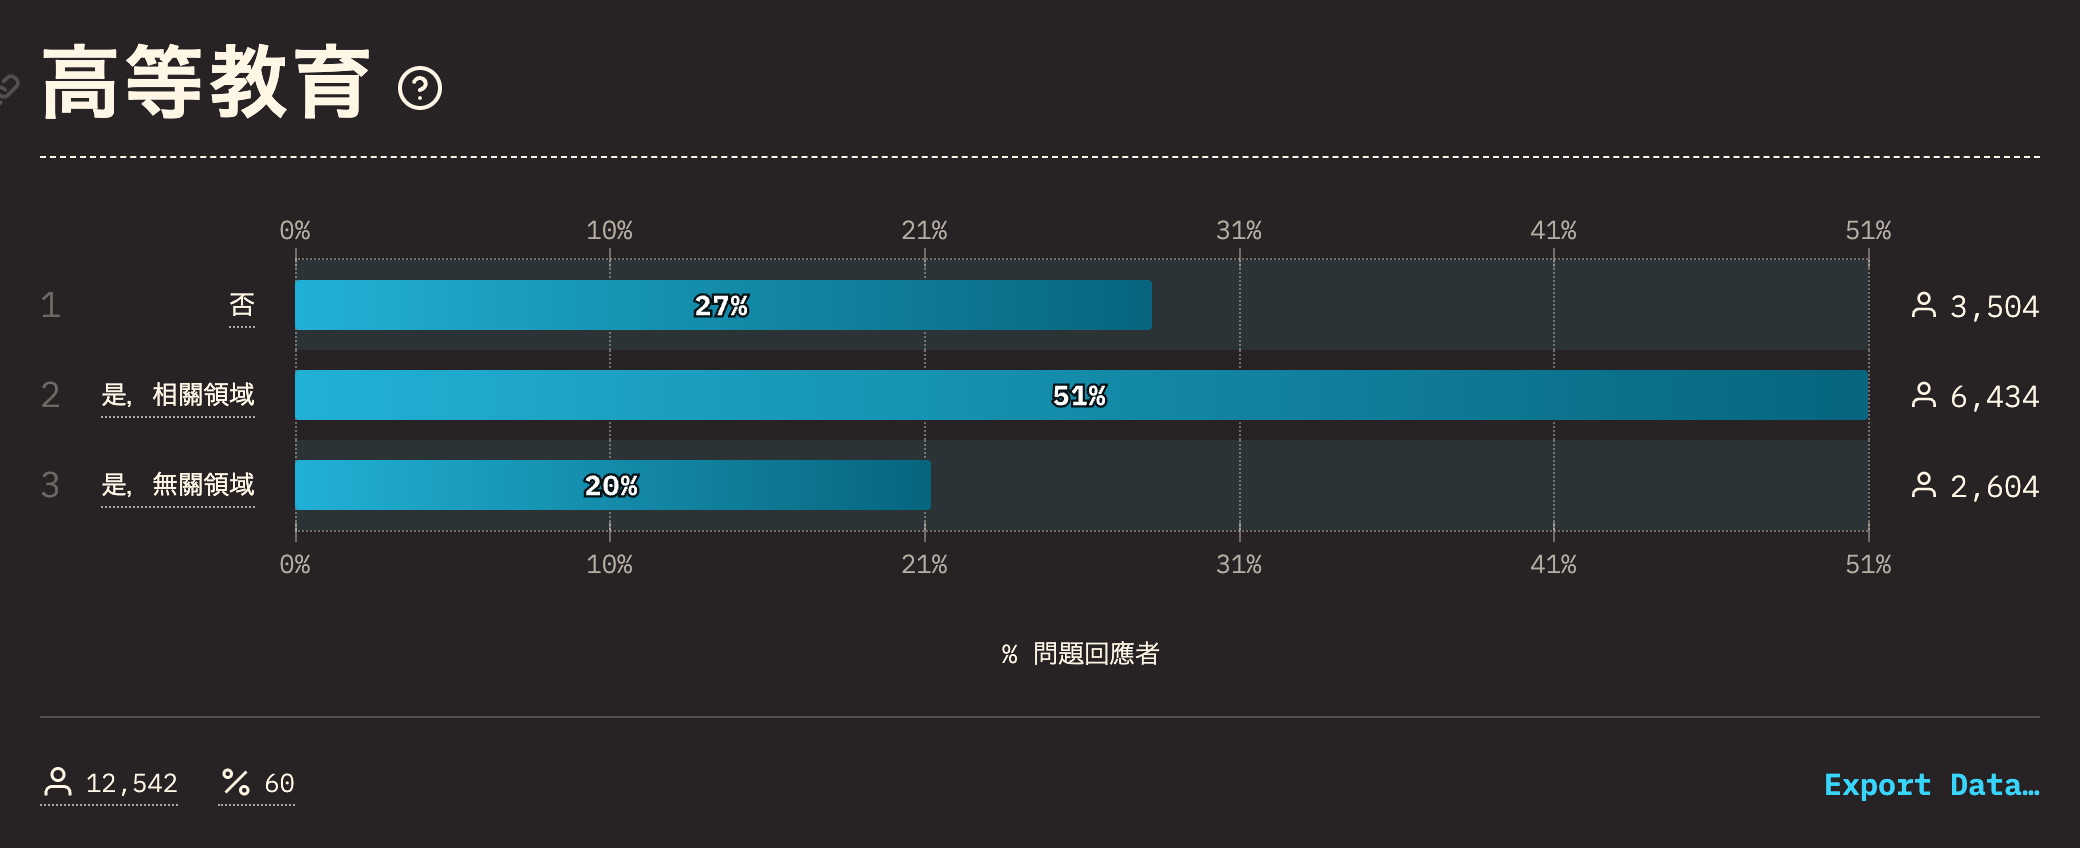 高等教育
0% 10% 21% 31% 41% 51%
1 否 27% 3,504
2 是，相關領域 51% 6,434
3 是，無關領域 20% 2,604
0% 10% 21% 31% 41% 51%
% 問題回應者
12,542 60
Export Data…